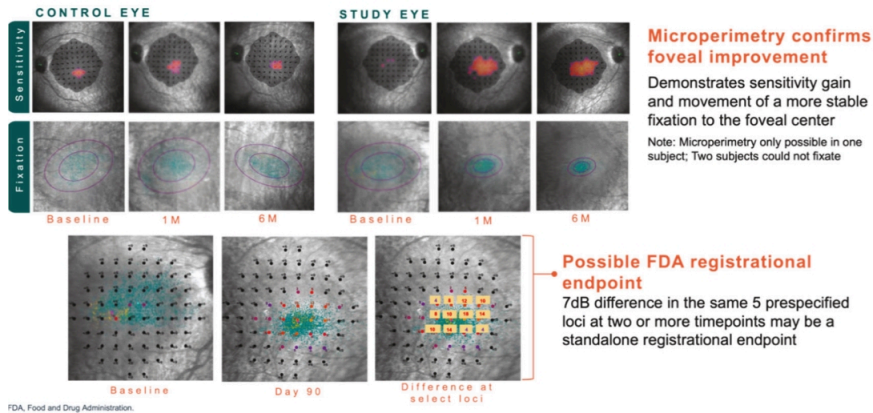 CONTROL EYE
STUDY EYE
Sensitivity
Fixation
Baseline
1M
6M
Baseline
1M
6M
Microperimetry confirms
foveal improvement
Demonstrates sensitivity gain
and movement of a more stable
fixation to the foveal center
Note: Microperimetry only possible in one
subject; Two subjects could not fixate
Baseline
Day 90
Difference at
select loci
Possible FDA registrational
endpoint
7dB difference in the same 5 prespecified
loci at two or more timepoints may be a
standalone registrational endpoint
FDA, Food and Drug Administration.